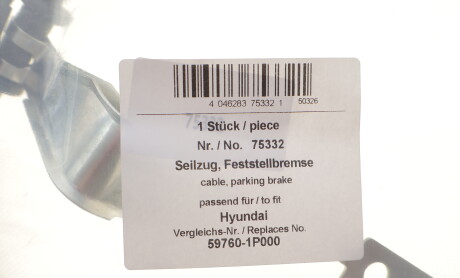 4 046283 75332 1 50326
1 Stück / piece
Nr. / No. 75332
Seilzug, Feststellbremse
cable, parking brake
passend für / to fit
Hyundai
Vergleichs-Nr. / Replaces No.
59760-1P000